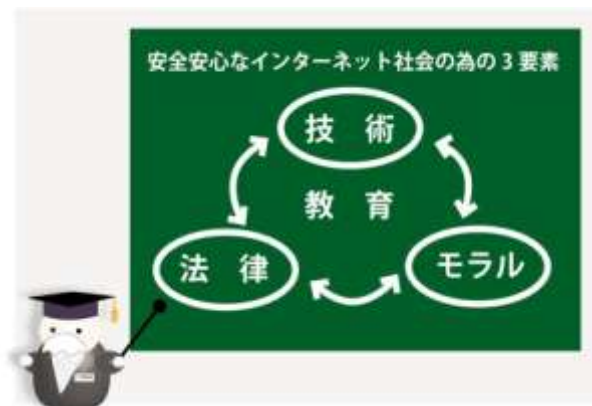 安全安心なインターネット社会の為の3要素
技 術
教 育
法 律
モラル